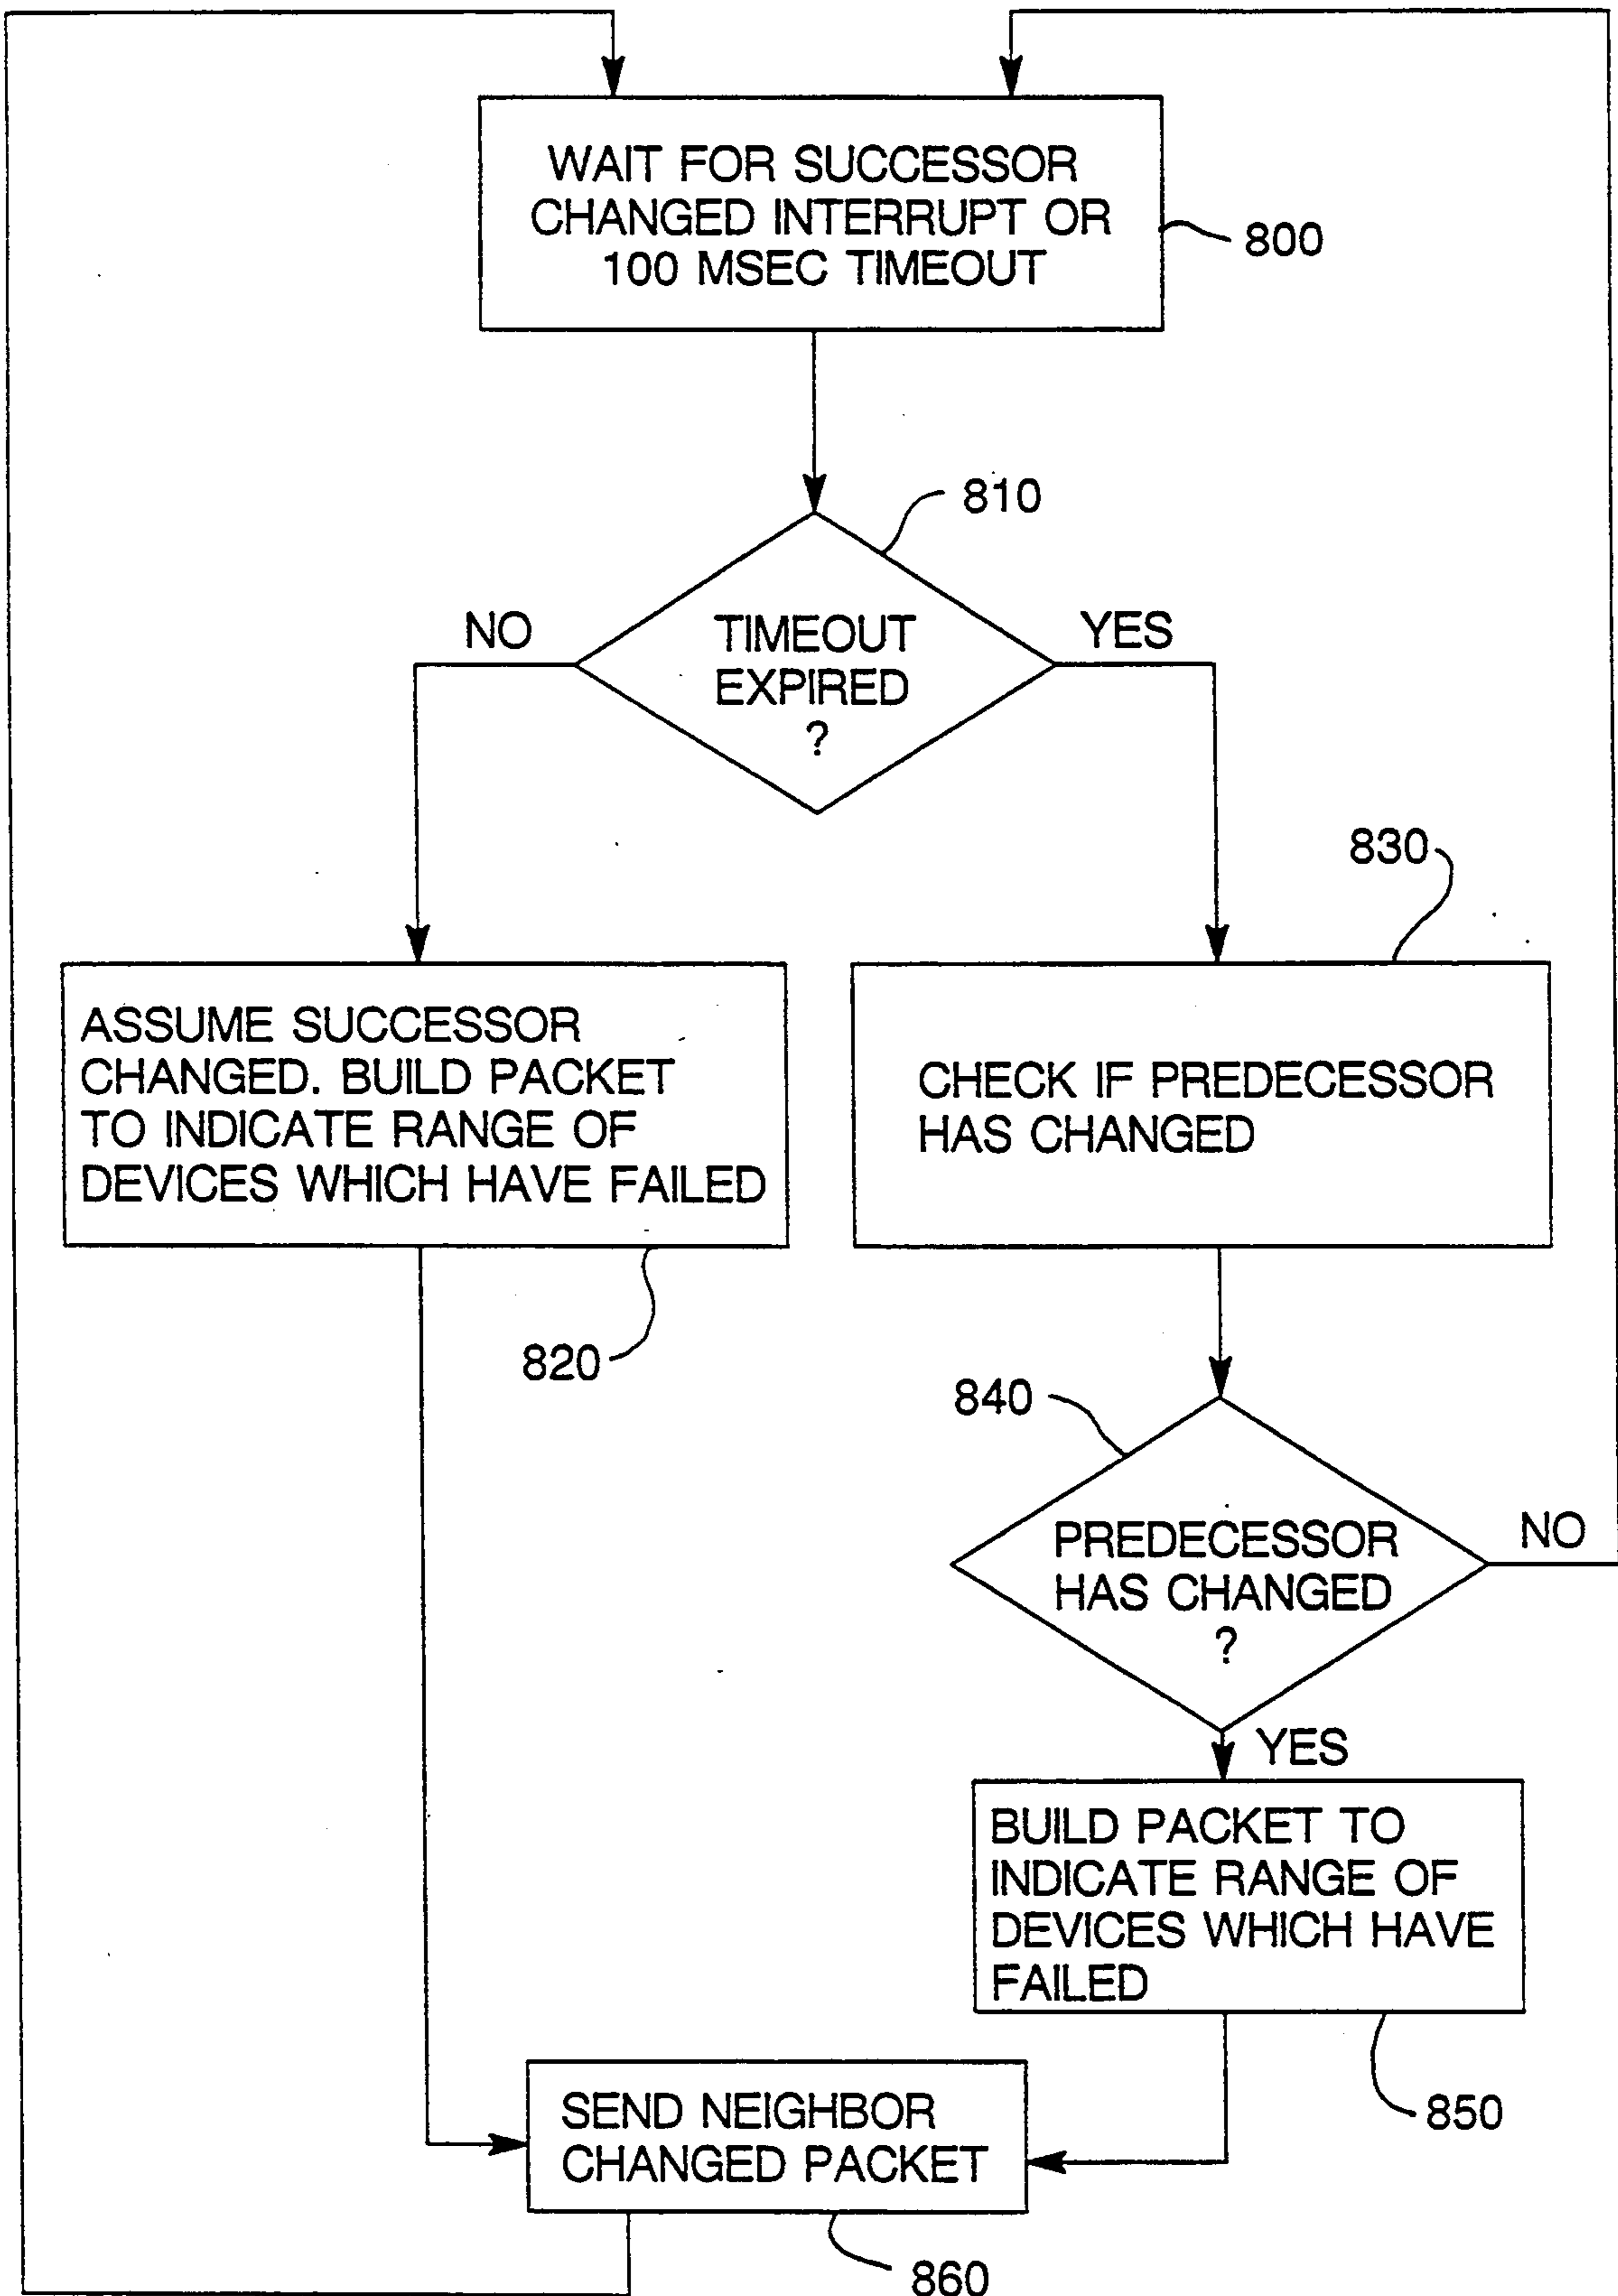 WAIT FOR SUCCESSOR
CHANGED INTERRUPT OR
100 MSEC TIMEOUT
800
810
NO
TIMEOUT
EXPIRED
?
YES
830
ASSUME SUCCESSOR
CHANGED. BUILD PACKET
TO INDICATE RANGE OF
DEVICES WHICH HAVE FAILED
CHECK IF PREDECESSOR
HAS CHANGED
820
840
PREDECESSOR
HAS CHANGED
?
NO
YES
BUILD PACKET TO
INDICATE RANGE OF
DEVICES WHICH HAVE
FAILED
850
SEND NEIGHBOR
CHANGED PACKET
860